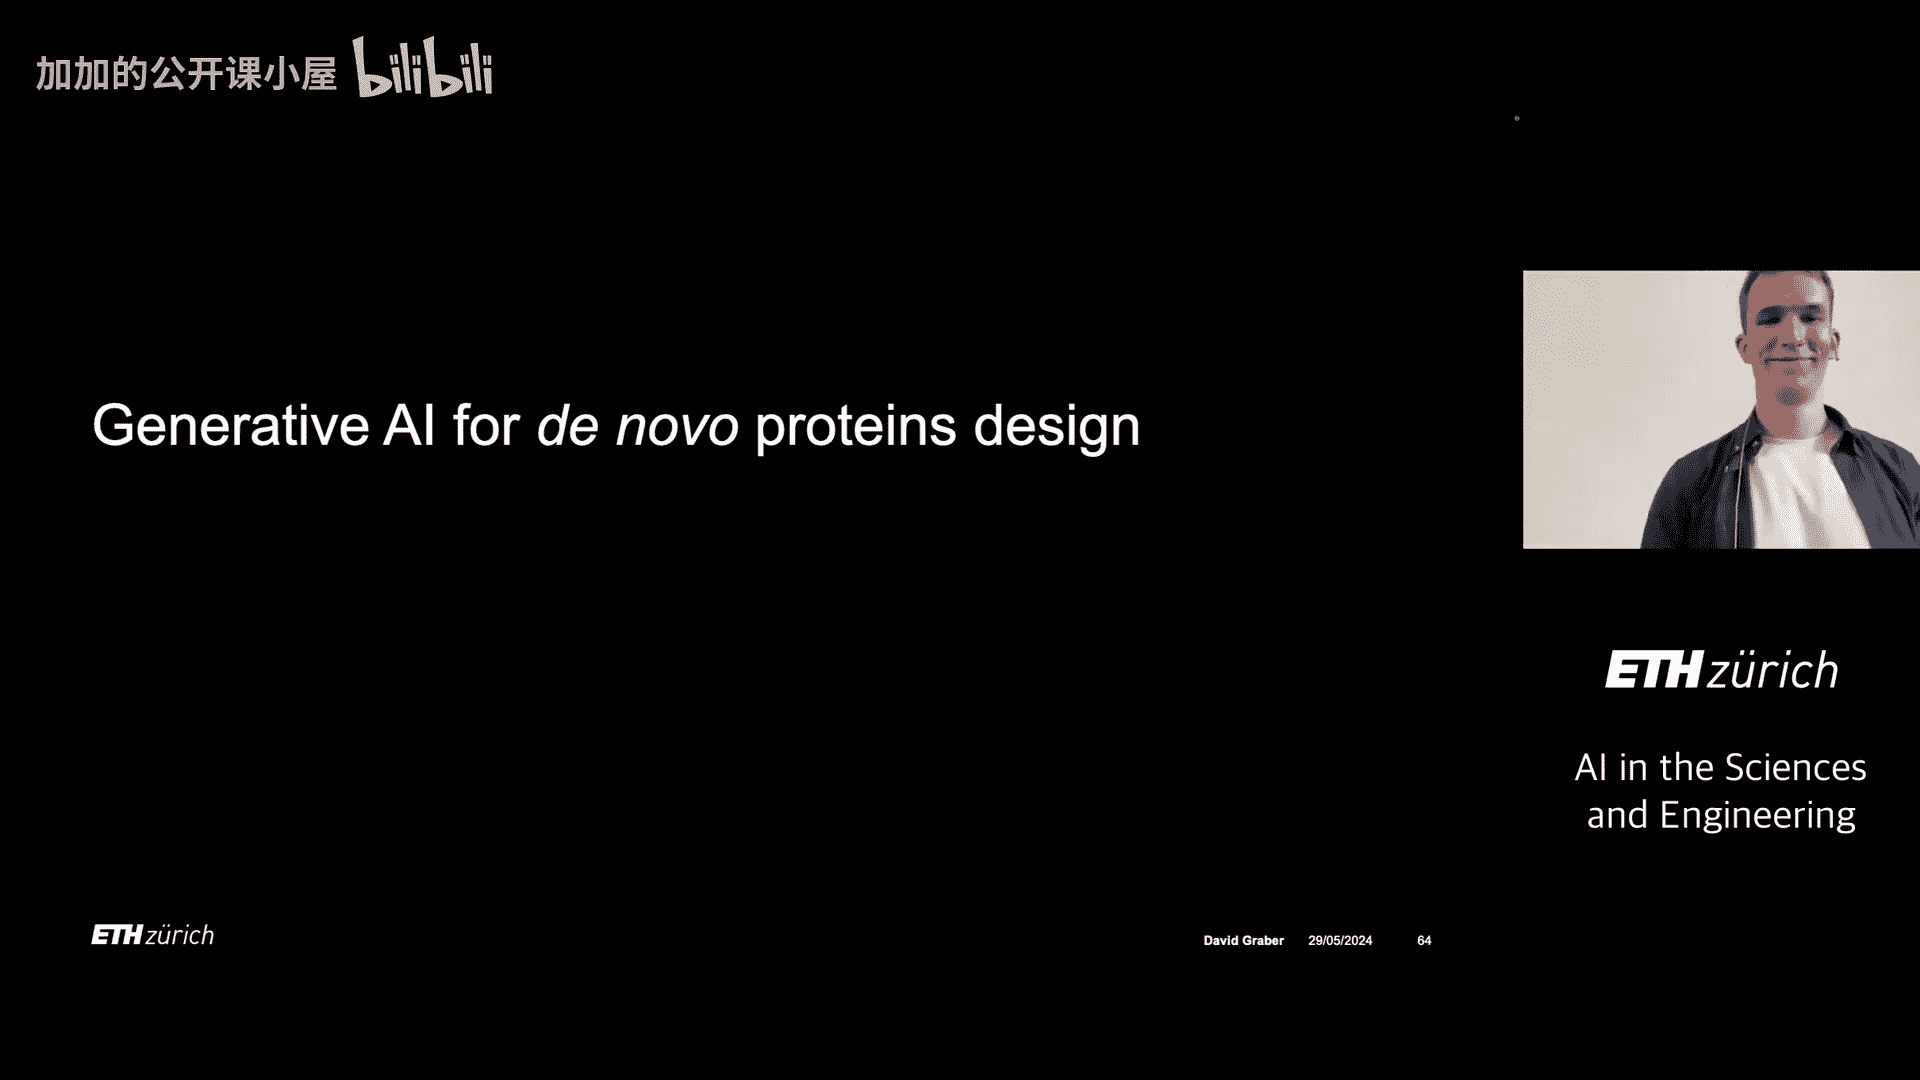 加加的公开课小屋 bilibili
Generative AI for de novo proteins design
ETH zürich
AI in the Sciences
and Engineering
ETH zürich
David Graber 29/05/2024 64